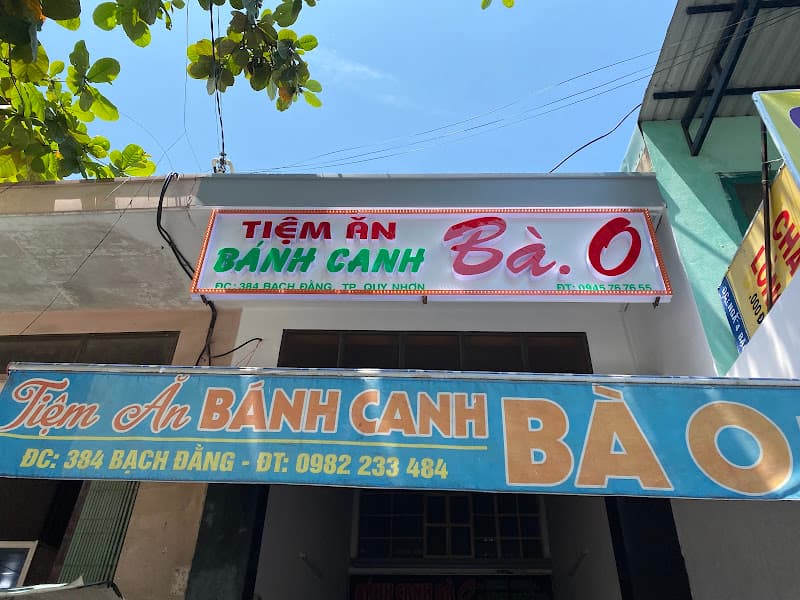 TIỆM ĂN
BÁNH CANH
Bà.O
ĐC: 384 BẠCH ĐẰNG, TP QUY NHƠN
ĐT: 0945.76.76.55
Tiệm Ăn BÁNH CANH BÀ O
ĐC: 384 BẠCH ĐẰNG - ĐT: 0982 233 484